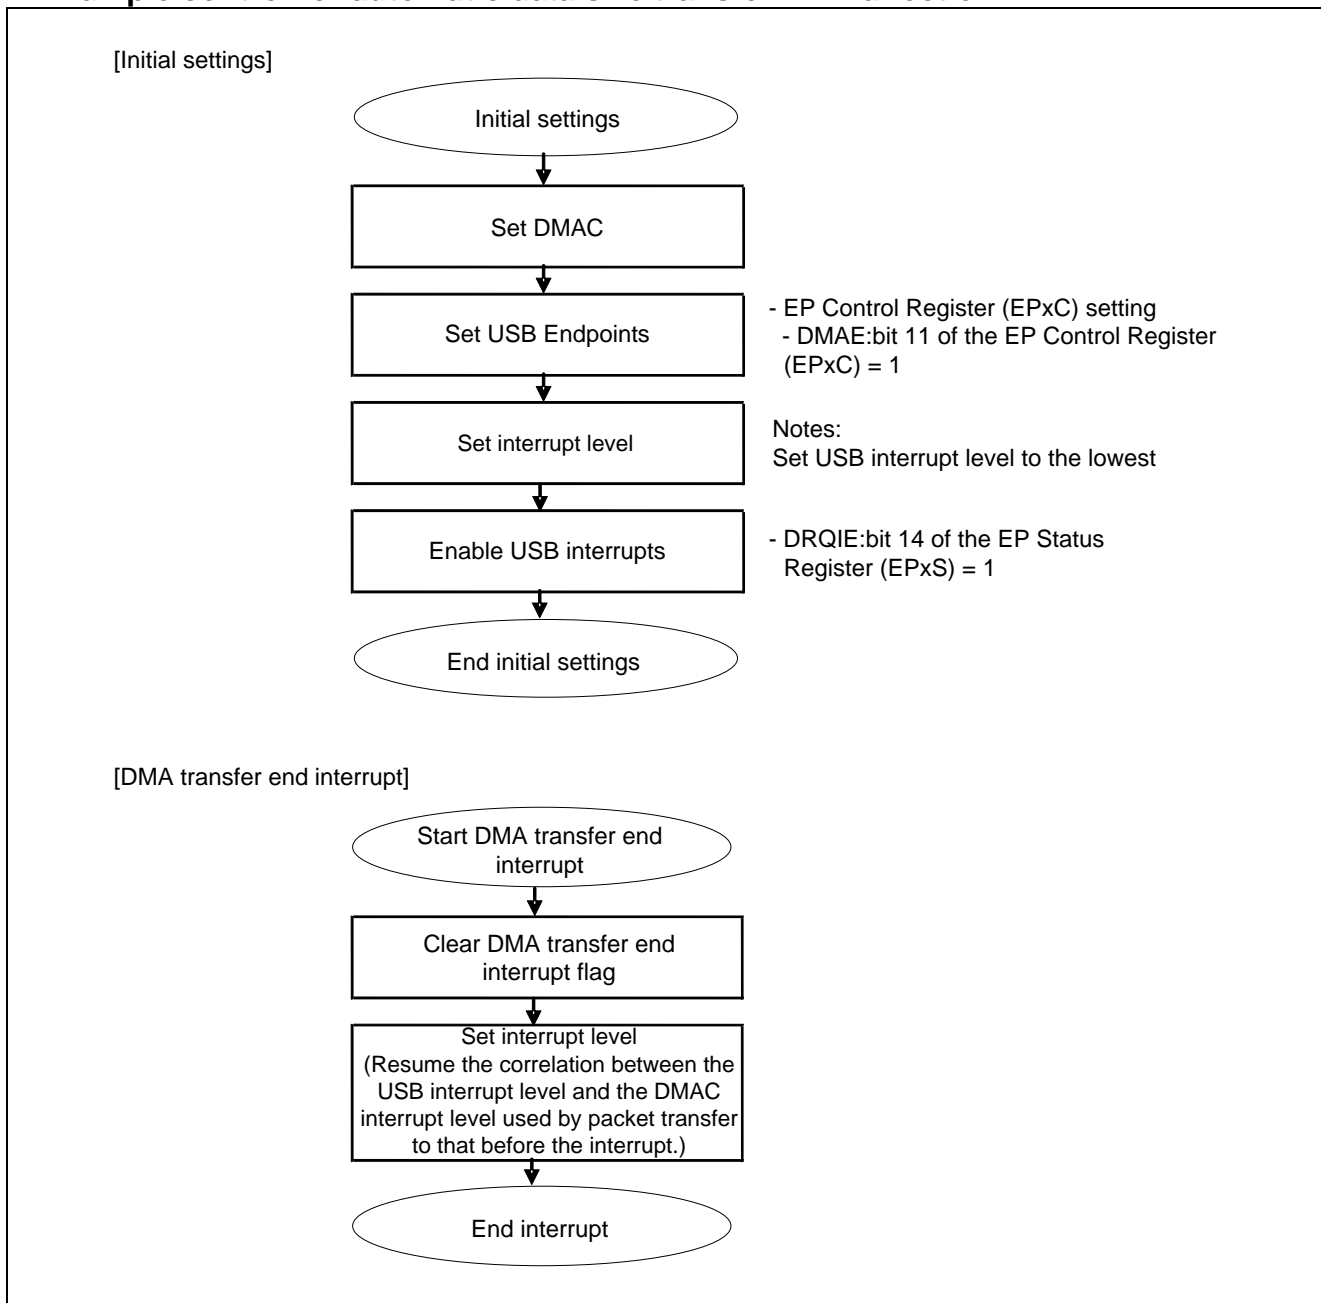 [Initial settings]
Initial settings
Set DMAC
Set USB Endpoints
- EP Control Register (EPxC) setting
- DMAE:bit 11 of the EP Control Register
(EPxC) = 1
Set interrupt level
Notes:
Set USB interrupt level to the lowest
Enable USB interrupts
- DRQIE:bit 14 of the EP Status
Register (EPxS) = 1
End initial settings
[DMA transfer end interrupt]
Start DMA transfer end
interrupt
Clear DMA transfer end
interrupt flag
Set interrupt level
(Resume the correlation between the
USB interrupt level and the DMAC
interrupt level used by packet transfer
to that before the interrupt.)
End interrupt